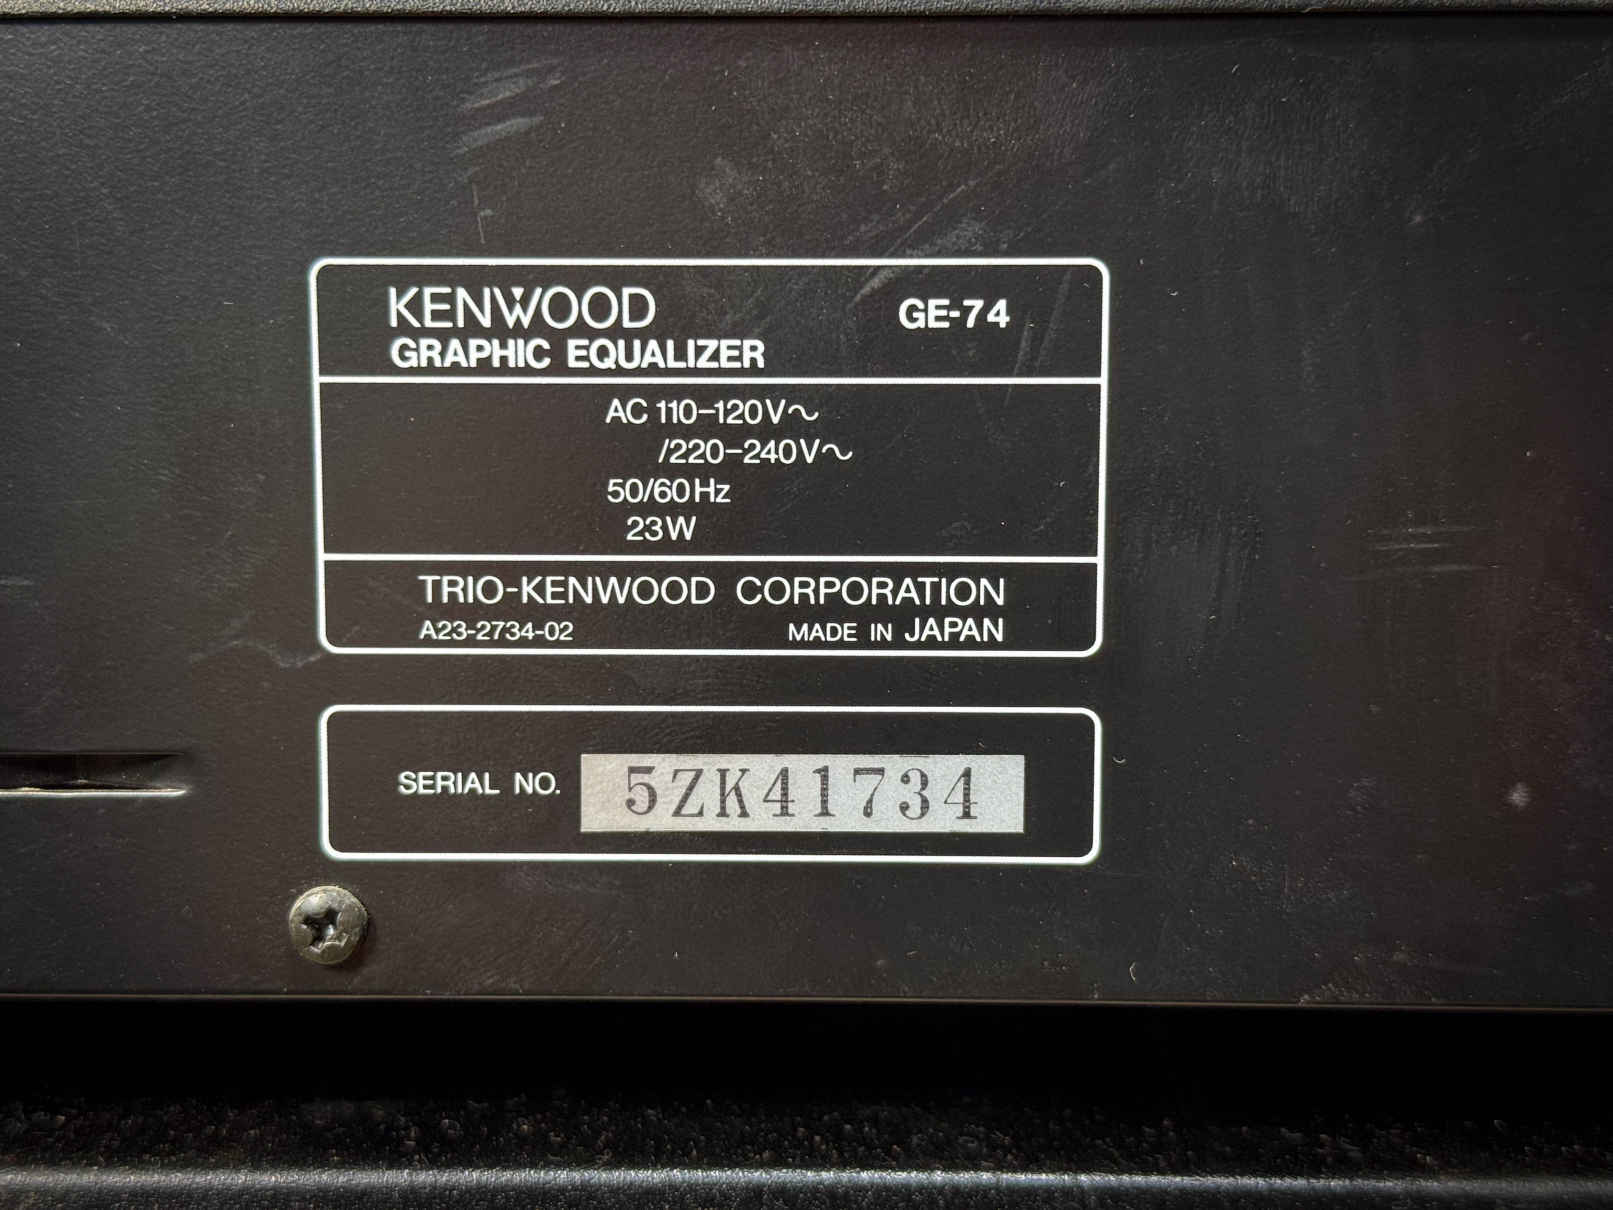 KENWOOD GE-74
GRAPHIC EQUALIZER
AC 110–120V~
/220–240V~
50/60Hz
23W
TRIO-KENWOOD CORPORATION
A23-2734-02 MADE IN JAPAN
SERIAL NO. 5ZK41734